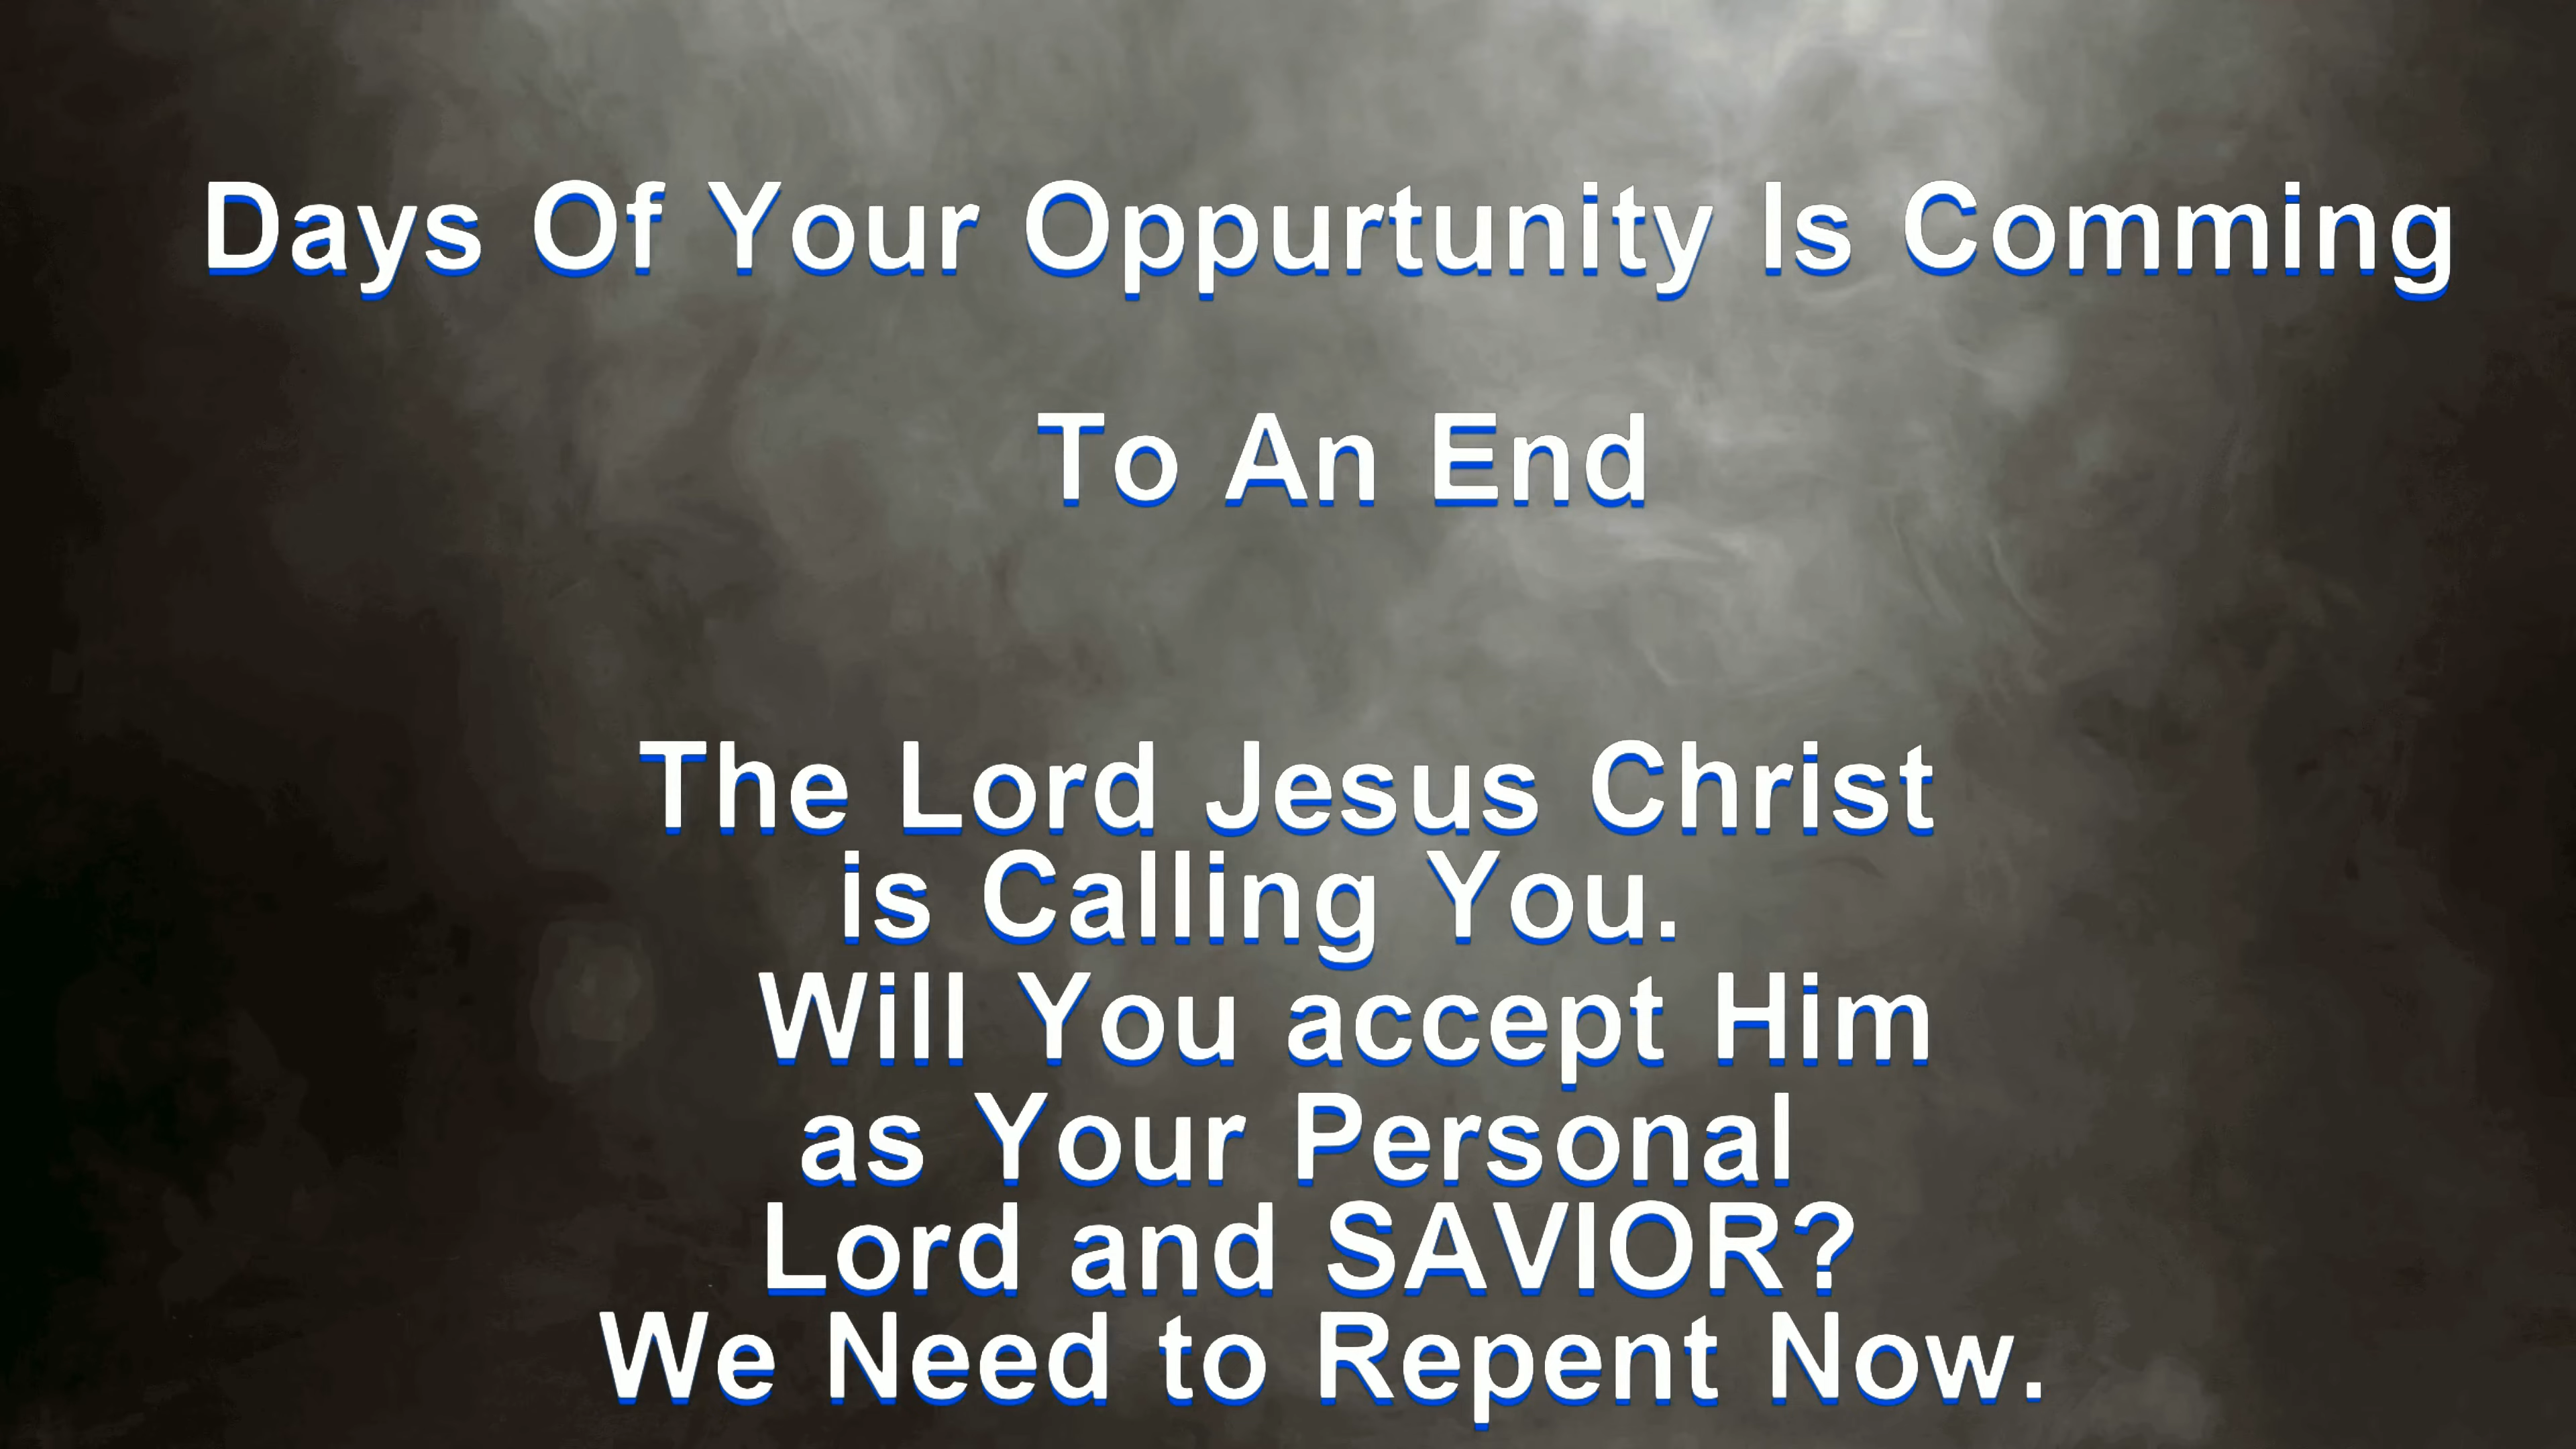 Days Of Your Oppurtunity Is Comming
To An End
The Lord Jesus Christ
is Calling You.
Will You accept Him
as Your Personal
Lord and SAVIOR?
We Need to Repent Now.